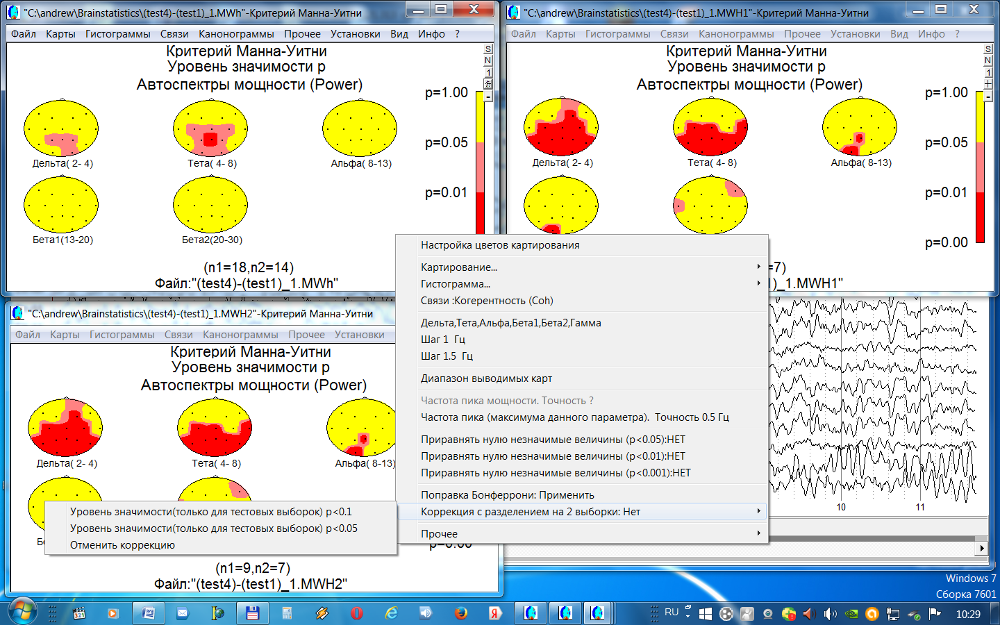 "C:\andrew\Brainstatistics\(test4)-(test1)_1.MWh"-Критерий Манна-Уитни
Файл Карты Гистограммы Связи Канонограммы Прочее Установки Вид Инфо ?
Критерий Манна-Уитни
Уровень значимости p
Автоспектры мощности (Power)
S
N
1
p=1.00
p=0.05
p=0.01
Дельта( 2- 4)
Тета( 4- 8)
Альфа( 8-13)
Бета1(13-20)
Бета2(20-30)
(n1=18,n2=14)
Файл:"(test4)-(test1)_1.MWh"
"C:\andrew\Brainstatistics\(test4)-(test1)_1.MWH1"-Критерий Манна-Уитни
Файл Карты Гистограммы Связи Канонограммы Прочее Установки Вид Инфо ?
Критерий Манна-Уитни
Уровень значимости p
Автоспектры мощности (Power)
S
N
1
p=1.00
p=0.05
p=0.01
p=0.00
Дельта( 2- 4)
Тета( 4- 8)
Альфа( 8-13)
=7)
)_1.MWH1"
"C:\andrew\Brainstatistics\(test4)-(test1)_1.MWH2"-Критерий Манна-Уитни
Файл Карты Гистограммы Связи Канонограммы Прочее Установки
Критерий Манна-Уитни
Уровень значимости p
Автоспектры мощности (Power)
Дельта( 2- 4)
Тета( 4- 8)
Альфа( 8-13)
p=0.00
(n1=9,n2=7)
Файл:"(test4)-(test1)_1.MWH2"
Настройка цветов картирования
Картирование...
Гистограмма...
Связи :Когерентность (Coh)
Дельта,Тета,Альфа,Бета1,Бета2,Гамма
Шаг 1 Гц
Шаг 1.5 Гц
Диапазон выводимых карт
Частота пика мощности. Точность ?
Частота пика (максимума данного параметра). Точность 0.5 Гц
Приравнять нулю незначимые величины (p<0.05):НЕТ
Приравнять нулю незначимые величины (p<0.01):НЕТ
Приравнять нулю незначимые величины (p<0.001):НЕТ
Поправка Бонферрони: Применить
Коррекция с разделением на 2 выборки: Нет
Прочее
Уровень значимости(только для тестовых выборок) p<0.1
Уровень значимости(только для тестовых выборок) p<0.05
Отменить коррекцию
10 11
Windows 7
Сборка 7601
321
RU
10:29